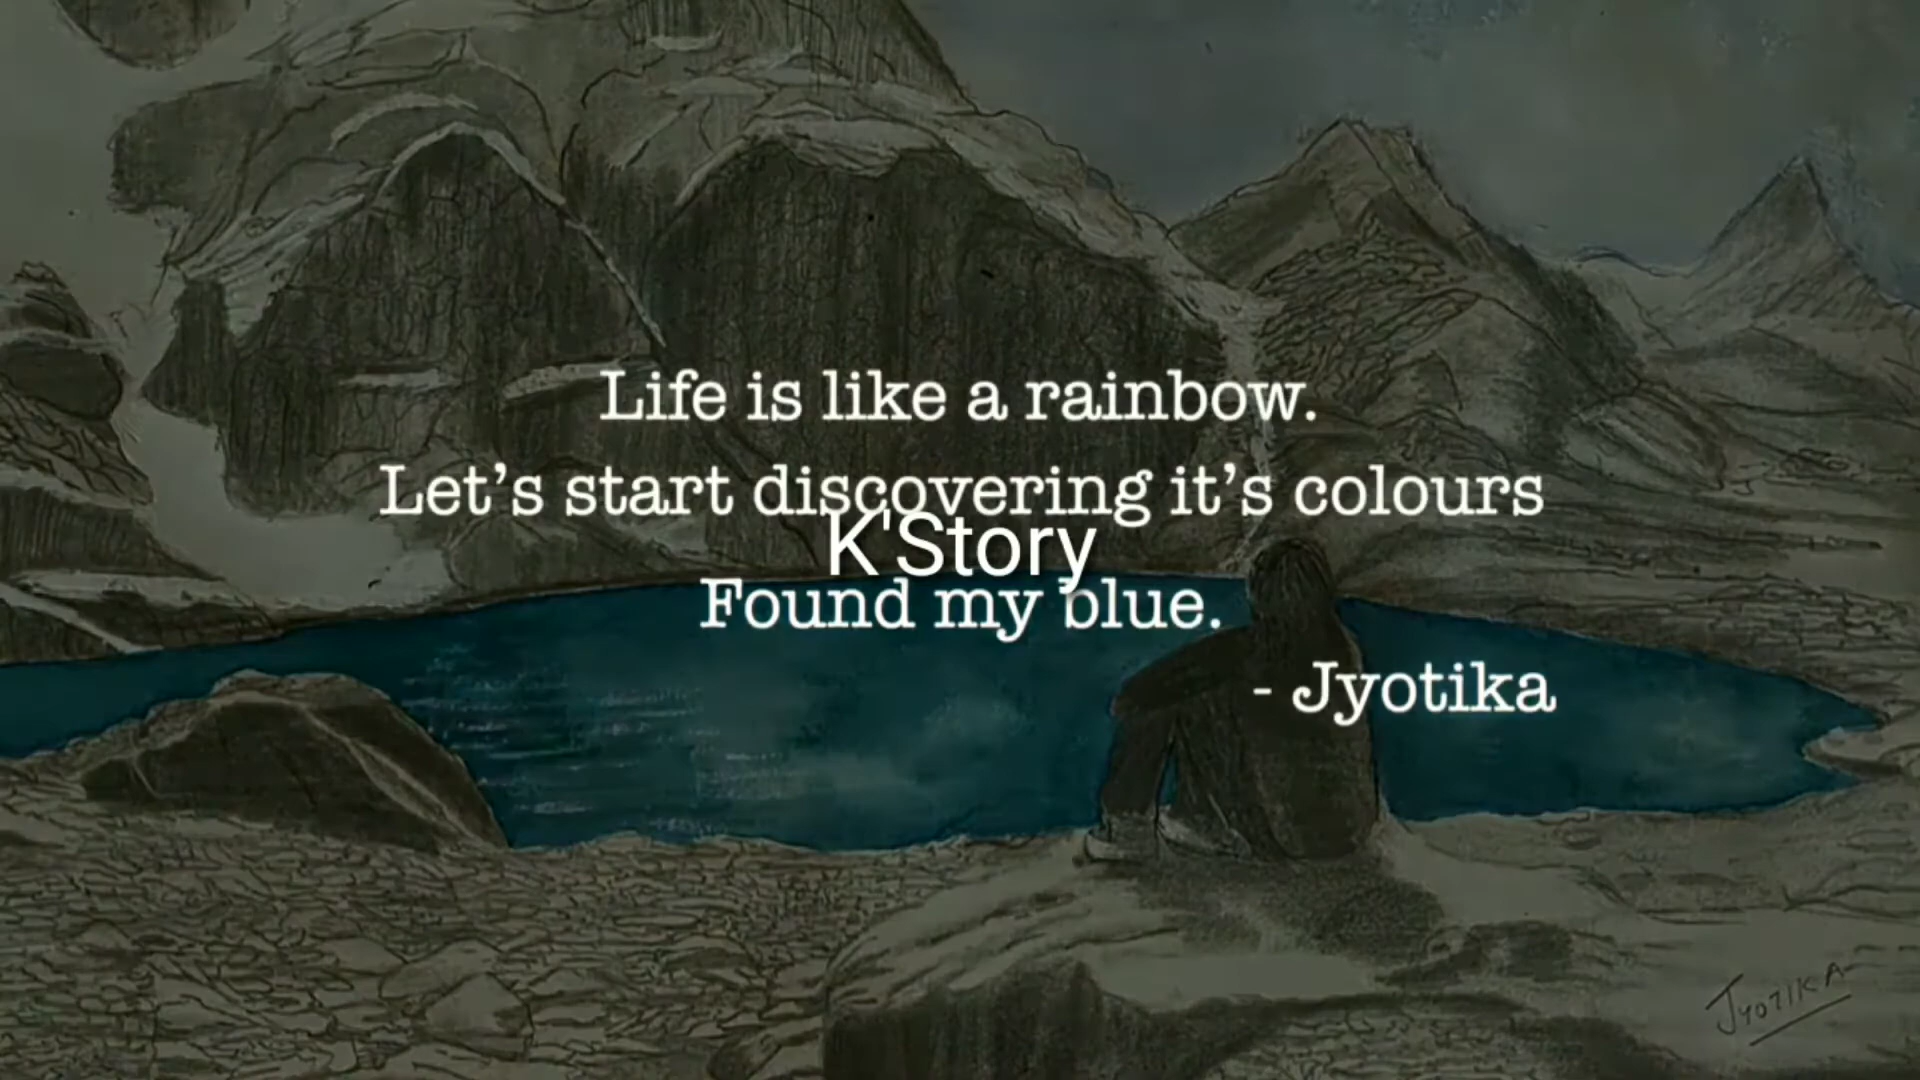 Life is like a rainbow.
Let's start discovering it's colours
K'Story
Found my blue.
- Jyotika
JYOTIKA